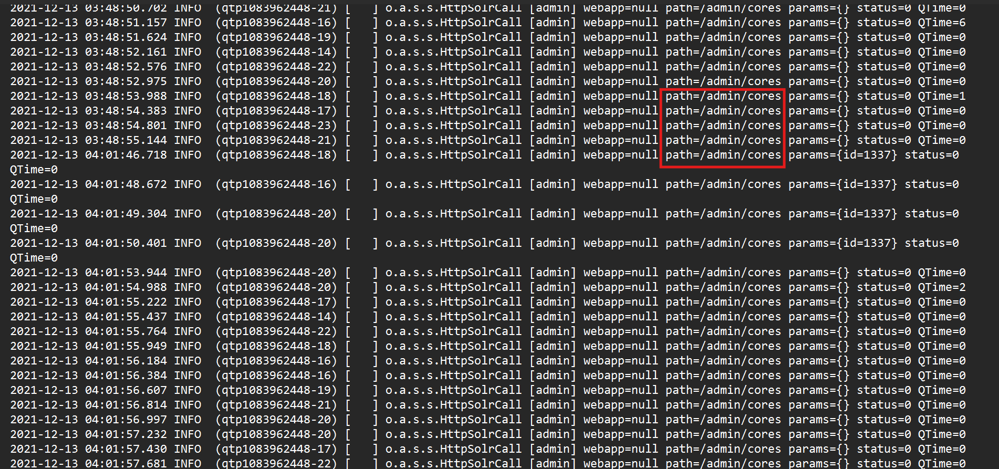 2021-12-13 03:48:50.702 INFO  (qtp1083962448-21) [   ] o.a.s.s.HttpSolrCall [admin] webapp=null path=/admin/cores params={} status=0 QTime=0
2021-12-13 03:48:51.157 INFO  (qtp1083962448-16) [   ] o.a.s.s.HttpSolrCall [admin] webapp=null path=/admin/cores params={} status=0 QTime=6
2021-12-13 03:48:51.624 INFO  (qtp1083962448-19) [   ] o.a.s.s.HttpSolrCall [admin] webapp=null path=/admin/cores params={} status=0 QTime=0
2021-12-13 03:48:52.161 INFO  (qtp1083962448-14) [   ] o.a.s.s.HttpSolrCall [admin] webapp=null path=/admin/cores params={} status=0 QTime=0
2021-12-13 03:48:52.576 INFO  (qtp1083962448-22) [   ] o.a.s.s.HttpSolrCall [admin] webapp=null path=/admin/cores params={} status=0 QTime=0
2021-12-13 03:48:52.975 INFO  (qtp1083962448-20) [   ] o.a.s.s.HttpSolrCall [admin] webapp=null path=/admin/cores params={} status=0 QTime=0
2021-12-13 03:48:53.988 INFO  (qtp1083962448-18) [   ] o.a.s.s.HttpSolrCall [admin] webapp=null path=/admin/cores params={} status=0 QTime=1
2021-12-13 03:48:54.383 INFO  (qtp1083962448-17) [   ] o.a.s.s.HttpSolrCall [admin] webapp=null path=/admin/cores params={} status=0 QTime=0
2021-12-13 03:48:54.801 INFO  (qtp1083962448-23) [   ] o.a.s.s.HttpSolrCall [admin] webapp=null path=/admin/cores params={} status=0 QTime=0
2021-12-13 03:48:55.144 INFO  (qtp1083962448-21) [   ] o.a.s.s.HttpSolrCall [admin] webapp=null path=/admin/cores params={} status=0 QTime=0
2021-12-13 04:01:46.718 INFO  (qtp1083962448-18) [   ] o.a.s.s.HttpSolrCall [admin] webapp=null path=/admin/cores params={id=1337} status=0
QTime=0
2021-12-13 04:01:48.672 INFO  (qtp1083962448-16) [   ] o.a.s.s.HttpSolrCall [admin] webapp=null path=/admin/cores params={id=1337} status=0
QTime=0
2021-12-13 04:01:49.304 INFO  (qtp1083962448-20) [   ] o.a.s.s.HttpSolrCall [admin] webapp=null path=/admin/cores params={id=1337} status=0
QTime=0
2021-12-13 04:01:50.401 INFO  (qtp1083962448-20) [   ] o.a.s.s.HttpSolrCall [admin] webapp=null path=/admin/cores params={id=1337} status=0
QTime=0
2021-12-13 04:01:53.944 INFO  (qtp1083962448-20) [   ] o.a.s.s.HttpSolrCall [admin] webapp=null path=/admin/cores params={} status=0 QTime=0
2021-12-13 04:01:54.988 INFO  (qtp1083962448-20) [   ] o.a.s.s.HttpSolrCall [admin] webapp=null path=/admin/cores params={} status=0 QTime=2
2021-12-13 04:01:55.222 INFO  (qtp1083962448-17) [   ] o.a.s.s.HttpSolrCall [admin] webapp=null path=/admin/cores params={} status=0 QTime=0
2021-12-13 04:01:55.437 INFO  (qtp1083962448-14) [   ] o.a.s.s.HttpSolrCall [admin] webapp=null path=/admin/cores params={} status=0 QTime=0
2021-12-13 04:01:55.764 INFO  (qtp1083962448-22) [   ] o.a.s.s.HttpSolrCall [admin] webapp=null path=/admin/cores params={} status=0 QTime=0
2021-12-13 04:01:55.949 INFO  (qtp1083962448-18) [   ] o.a.s.s.HttpSolrCall [admin] webapp=null path=/admin/cores params={} status=0 QTime=0
2021-12-13 04:01:56.184 INFO  (qtp1083962448-16) [   ] o.a.s.s.HttpSolrCall [admin] webapp=null path=/admin/cores params={} status=0 QTime=0
2021-12-13 04:01:56.384 INFO  (qtp1083962448-16) [   ] o.a.s.s.HttpSolrCall [admin] webapp=null path=/admin/cores params={} status=0 QTime=0
2021-12-13 04:01:56.607 INFO  (qtp1083962448-19) [   ] o.a.s.s.HttpSolrCall [admin] webapp=null path=/admin/cores params={} status=0 QTime=0
2021-12-13 04:01:56.814 INFO  (qtp1083962448-21) [   ] o.a.s.s.HttpSolrCall [admin] webapp=null path=/admin/cores params={} status=0 QTime=0
2021-12-13 04:01:56.997 INFO  (qtp1083962448-20) [   ] o.a.s.s.HttpSolrCall [admin] webapp=null path=/admin/cores params={} status=0 QTime=0
2021-12-13 04:01:57.232 INFO  (qtp1083962448-20) [   ] o.a.s.s.HttpSolrCall [admin] webapp=null path=/admin/cores params={} status=0 QTime=0
2021-12-13 04:01:57.430 INFO  (qtp1083962448-17) [   ] o.a.s.s.HttpSolrCall [admin] webapp=null path=/admin/cores params={} status=0 QTime=0
2021-12-13 04:01:57.681 INFO  (qtp1083962448-22) [   ] o.a.s.s.HttpSolrCall [admin] webapp=null path=/admin/cores params={} status=0 QTime=0